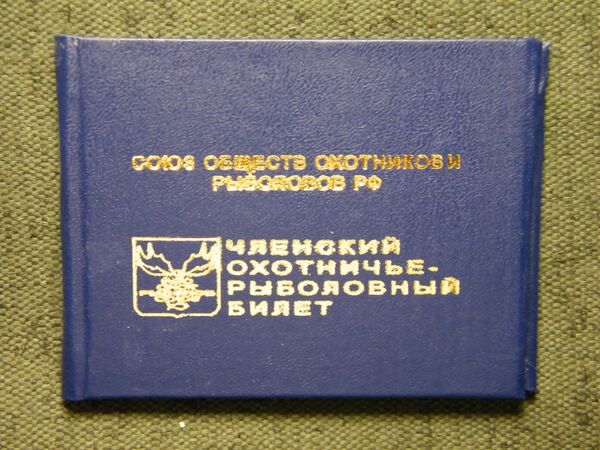 СОЮЗ ОБЩЕСТВ ОХОТНИКОВ И
РЫБОЛОВОВ РФ
ЧЛЕНСКИЙ
ОХОТНИЧЬЕ-
РЫБОЛОВНЫЙ
БИЛЕТ